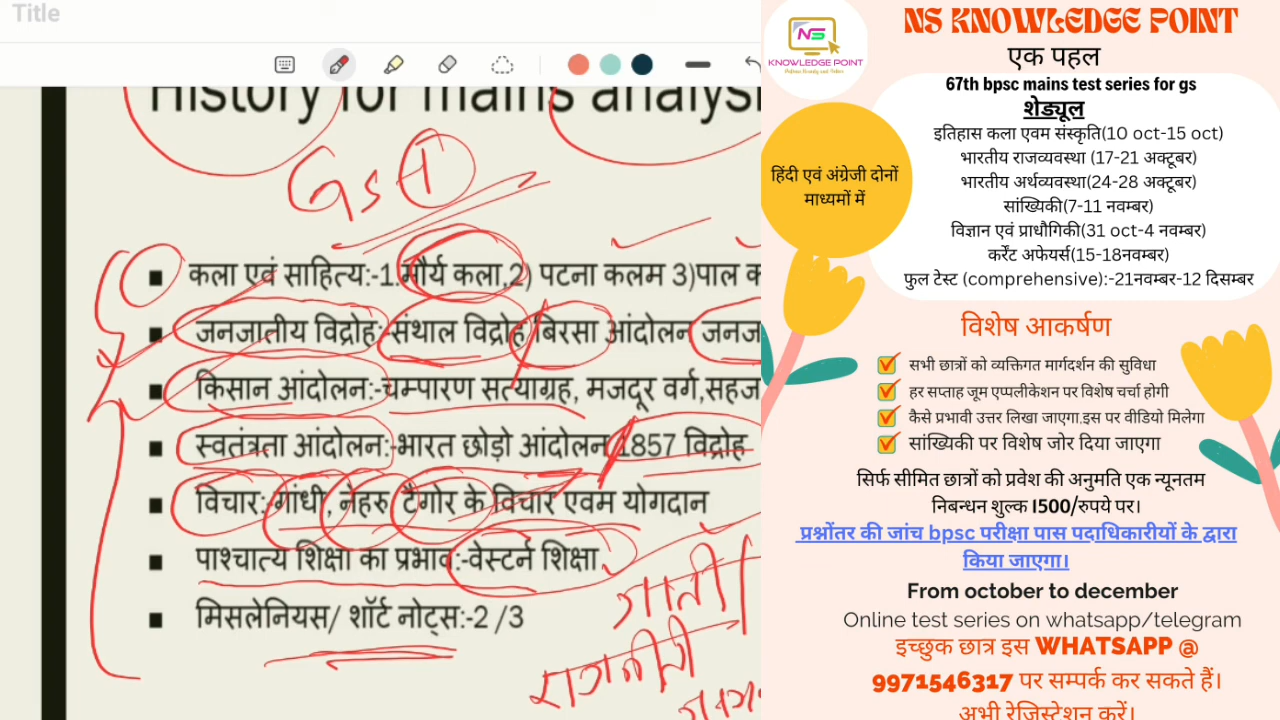 Title
History for mains analysi
Gs 1
कला एवं साहित्य:-1.मौर्य कला,2) पटना कलम 3)पाल क
जनजातीय विद्रोह:-संथाल विद्रोह बिरसा आंदोलन जनज
किसान आंदोलन:-चम्पारण सत्याग्रह, मजदूर वर्ग,सहज
स्वतंत्रता आंदोलन:-भारत छोड़ो आंदोलन 1857 विद्रोह
विचार:-गांधी, नेहरु टैगोर के विचार एवम योगदान
पाश्चात्य शिक्षा का प्रभाव:-वेस्टर्न शिक्षा
मिसलेनियस/ शॉर्ट नोट्स:-2 /3
NS
KNOWLEDGE POINT
NS KNOWLEDGE POINT
एक पहल
67th bpsc mains test series for gs
शेड्यूल
इतिहास कला एवम संस्कृति(10 oct-15 oct)
भारतीय राजव्यवस्था (17-21 अक्टूबर)
भारतीय अर्थव्यवस्था(24-28 अक्टूबर)
सांख्यिकी(7-11 नवम्बर)
विज्ञान एवं प्राधौगिकी(31 oct-4 नवम्बर)
कर्रेंट अफेयर्स(15-18नवम्बर)
फुल टेस्ट (comprehensive):-21नवम्बर-12 दिसम्बर
हिंदी एवं अंग्रेजी दोनों
माध्यमों में
विशेष आकर्षण
सभी छात्रों को व्यक्तिगत मार्गदर्शन की सुविधा
हर सप्ताह जूम एप्पलीकेशन पर विशेष चर्चा होगी
कैसे प्रभावी उत्तर लिखा जाएगा.इस पर वीडियो मिलेगा
सांख्यिकी पर विशेष जोर दिया जाएगा
सिर्फ सीमित छात्रों को प्रवेश की अनुमति एक न्यूनतम
निबन्धन शुल्क 1500/रुपये पर।
प्रश्नोंतर की जांच bpsc परीक्षा पास पदाधिकारीयों के द्वारा
किया जाएगा।
From october to december
Online test series on whatsapp/telegram
इच्छुक छात्र इस WHATSAPP @
9971546317 पर सम्पर्क कर सकते हैं।
अभी रेजिस्टेशन करें।